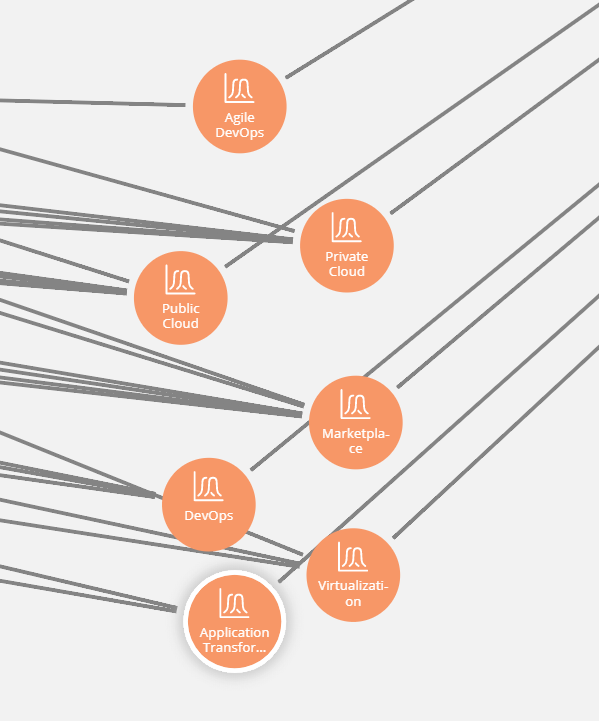 Agile
DevOps
Private
Cloud
Public
Cloud
Marketpla-
ce
DevOps
Virtualizati-
on
Application
Transfor...